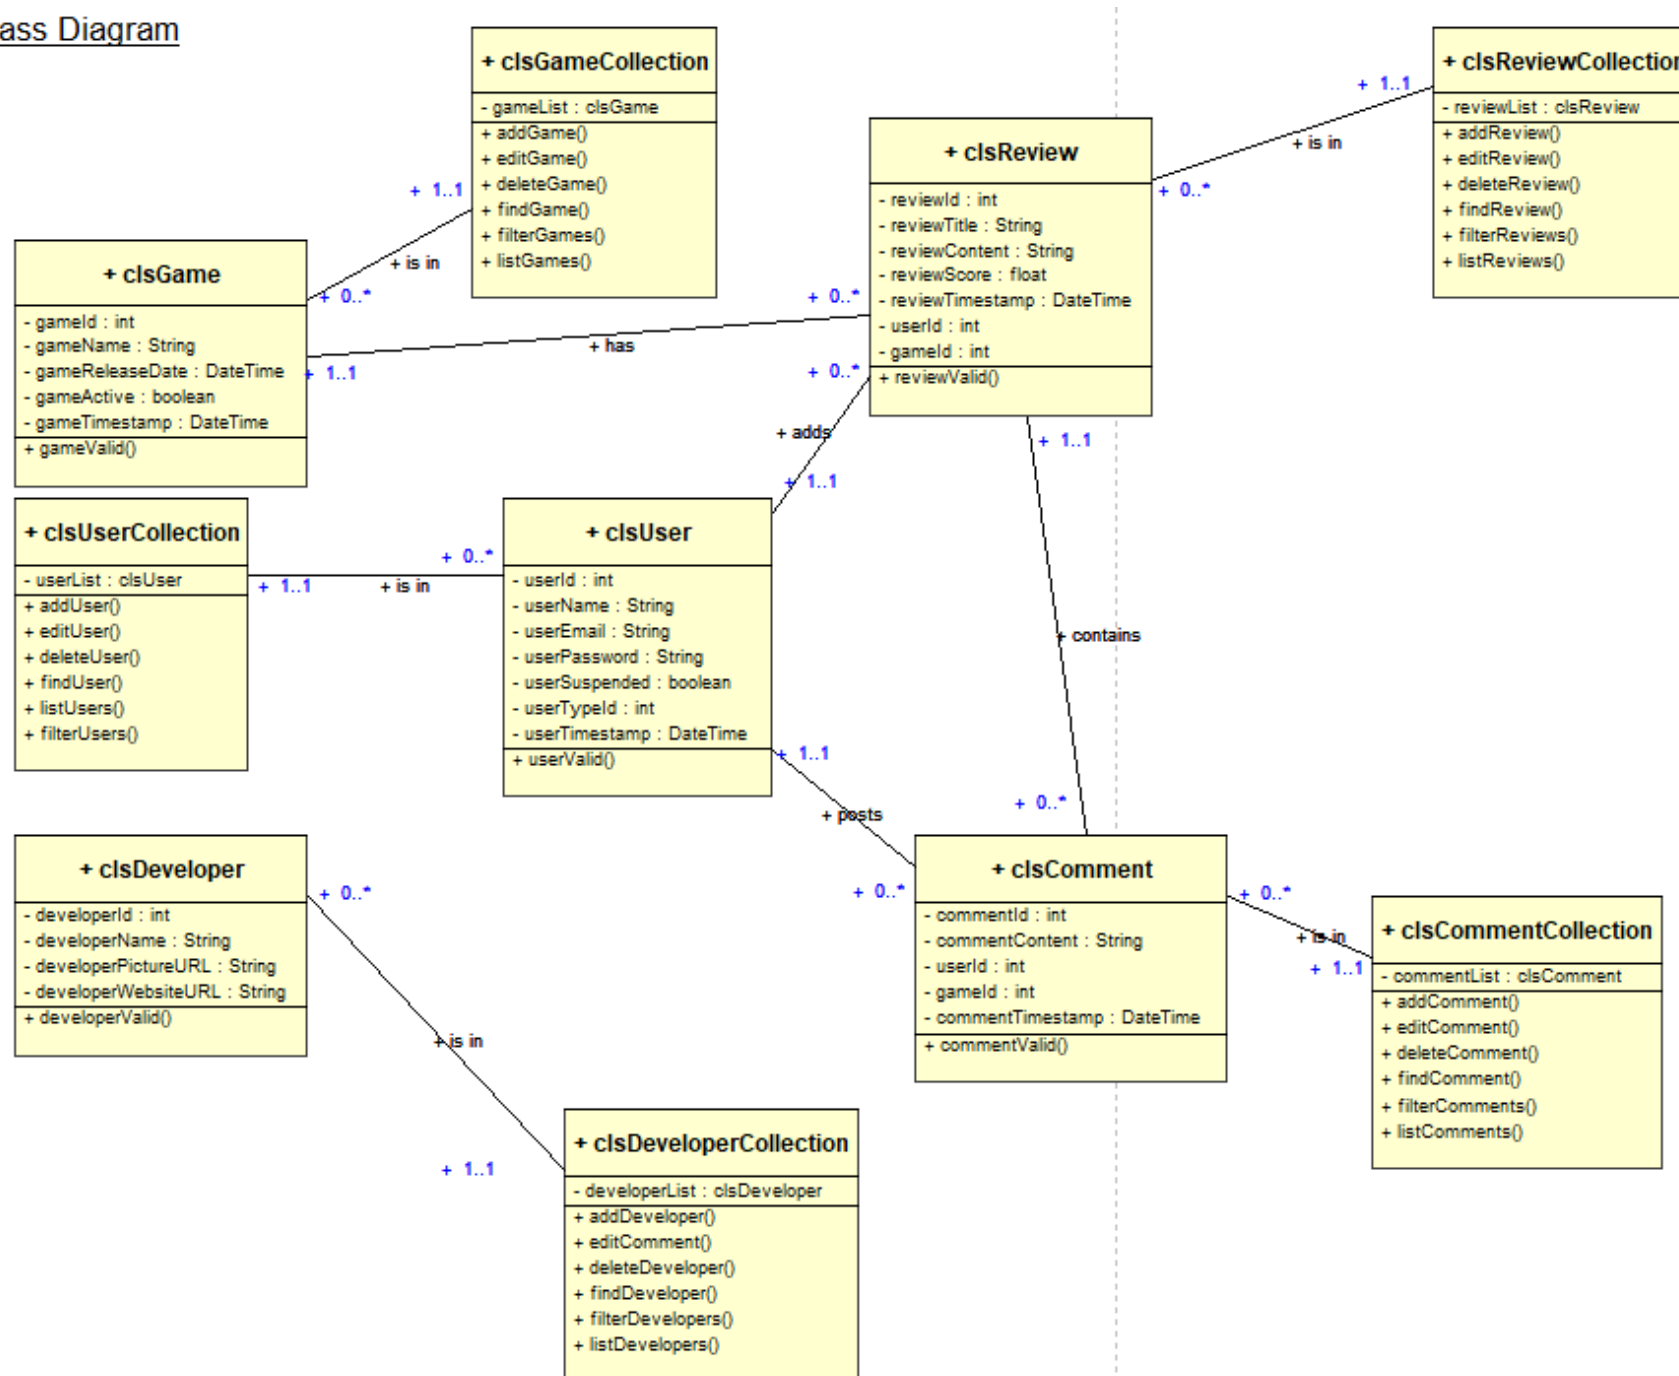 ass Diagram
+ clsGameCollection
- gameList : clsGame
+ addGame()
+ editGame()
+ deleteGame()
+ findGame()
+ filterGames()
+ listGames()
+ clsReview
- reviewId : int
- reviewTitle : String
- reviewContent : String
- reviewScore : float
- reviewTimestamp : DateTime
- userId : int
- gameId : int
+ reviewValid()
+ clsReviewCollection
- reviewList : clsReview
+ addReview()
+ editReview()
+ deleteReview()
+ findReview()
+ filterReviews()
+ listReviews()
+ 1..1
+ is in
+ 0..*
+ 1..1
+ is in
+ 0..*
+ clsGame
- gameId : int
- gameName : String
- gameReleaseDate : DateTime
- gameActive : boolean
- gameTimestamp : DateTime
+ gameValid()
+ 0..*
+ has
+ 1..1
+ 0..*
+ adds
+ 1..1
+ 1..1
+ contains
+ 0..*
+ clsUserCollection
- userList : clsUser
+ addUser()
+ editUser()
+ deleteUser()
+ findUser()
+ listUsers()
+ filterUsers()
+ 0..*
+ 1..1
+ is in
+ clsUser
- userId : int
- userName : String
- userEmail : String
- userPassword : String
- userSuspended : boolean
- userTypeId : int
- userTimestamp : DateTime
+ userValid()
+ 1..1
+ posts
+ 0..*
+ clsDeveloper
- developerId : int
- developerName : String
- developerPictureURL : String
- developerWebsiteURL : String
+ developerValid()
+ 0..*
+ is in
+ 1..1
+ clsComment
- commentId : int
- commentContent : String
- userId : int
- gameId : int
- commentTimestamp : DateTime
+ commentValid()
+ 0..*
+ is in
+ 1..1
+ clsCommentCollection
- commentList : clsComment
+ addComment()
+ editComment()
+ deleteComment()
+ findComment()
+ filterComments()
+ listComments()
+ clsDeveloperCollection
- developerList : clsDeveloper
+ addDeveloper()
+ editComment()
+ deleteDeveloper()
+ findDeveloper()
+ filterDevelopers()
+ listDevelopers()